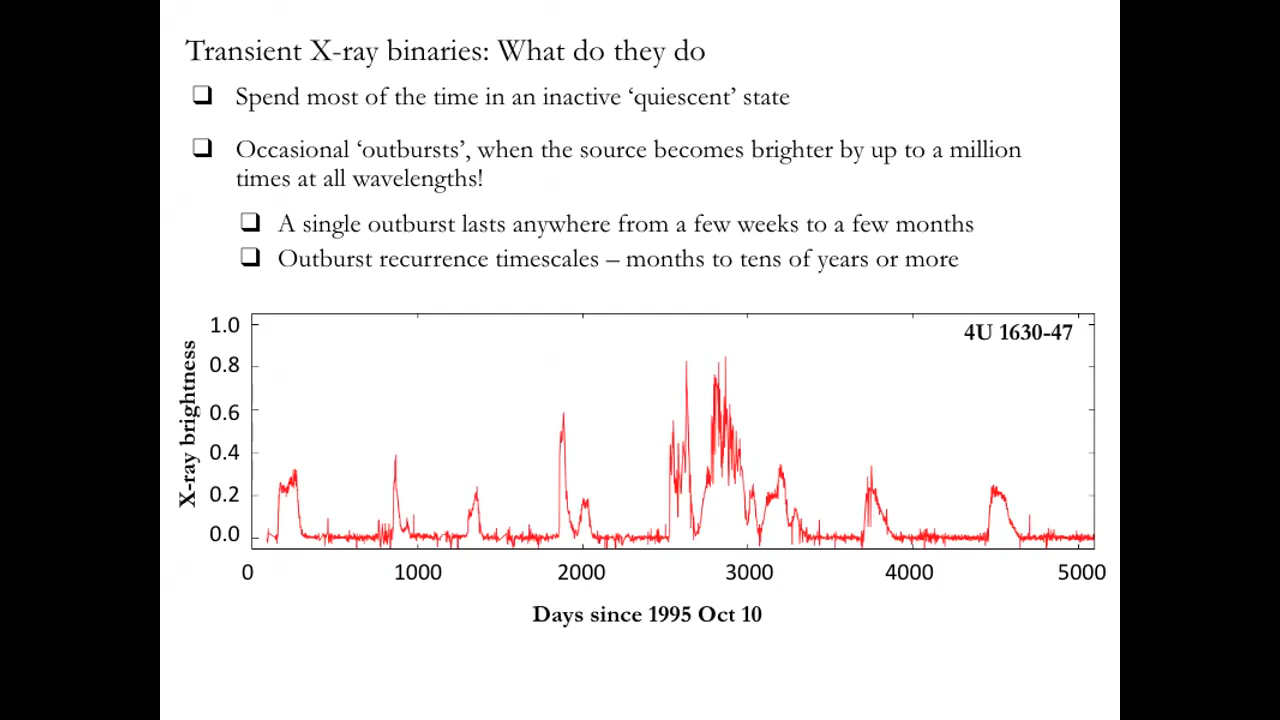 Transient X-ray binaries: What do they do
❑ Spend most of the time in an inactive ‘quiescent’ state
❑ Occasional ‘outbursts’, when the source becomes brighter by up to a million
times at all wavelengths!
❑ A single outburst lasts anywhere from a few weeks to a few months
❑ Outburst recurrence timescales – months to tens of years or more
4U 1630-47
X-ray brightness
1.0
0.8
0.6
0.4
0.2
0.0
0 1000 2000 3000 4000 5000
Days since 1995 Oct 10